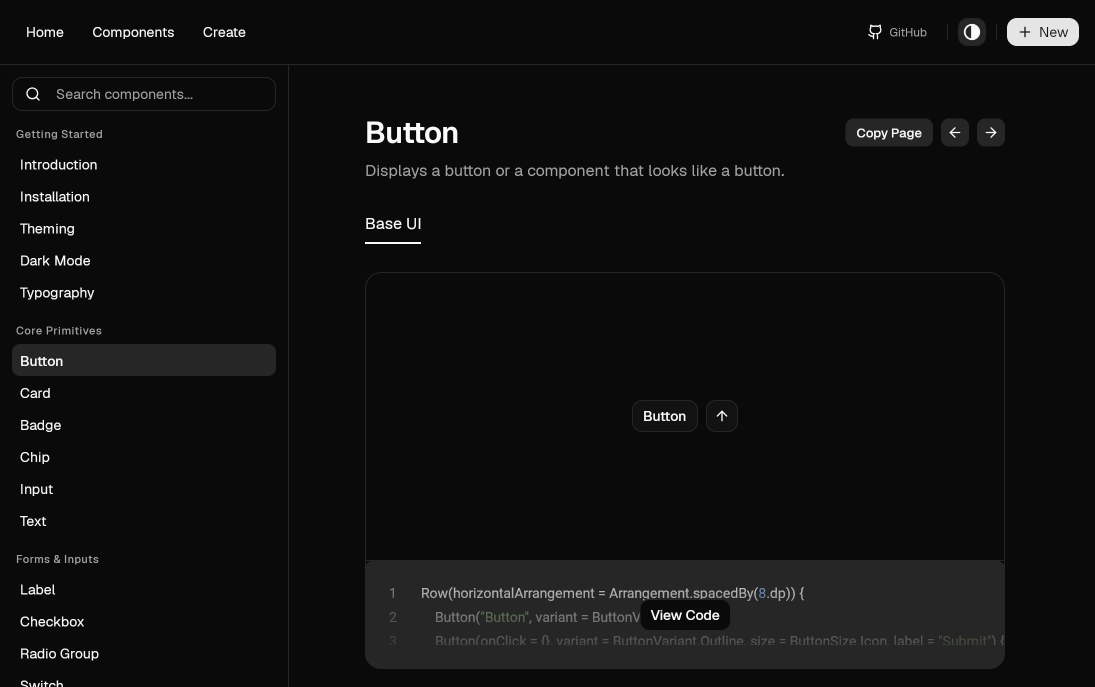 Home Components Create GitHub New
Search components...
Getting Started
Introduction
Installation
Theming
Dark Mode
Typography
Core Primitives
Button
Card
Badge
Chip
Input
Text
Forms & Inputs
Label
Checkbox
Radio Group
Switch
Button
Copy Page
Displays a button or a component that looks like a button.
Base UI
Button
1 Row(horizontalArrangement = Arrangement.spacedBy(8.dp)) {
2 Button("Button", variant = ButtonV
View Code
3 Button(onClick = {}, variant = ButtonVariant.Outline, size = ButtonSize.Icon, label = "Submit") {